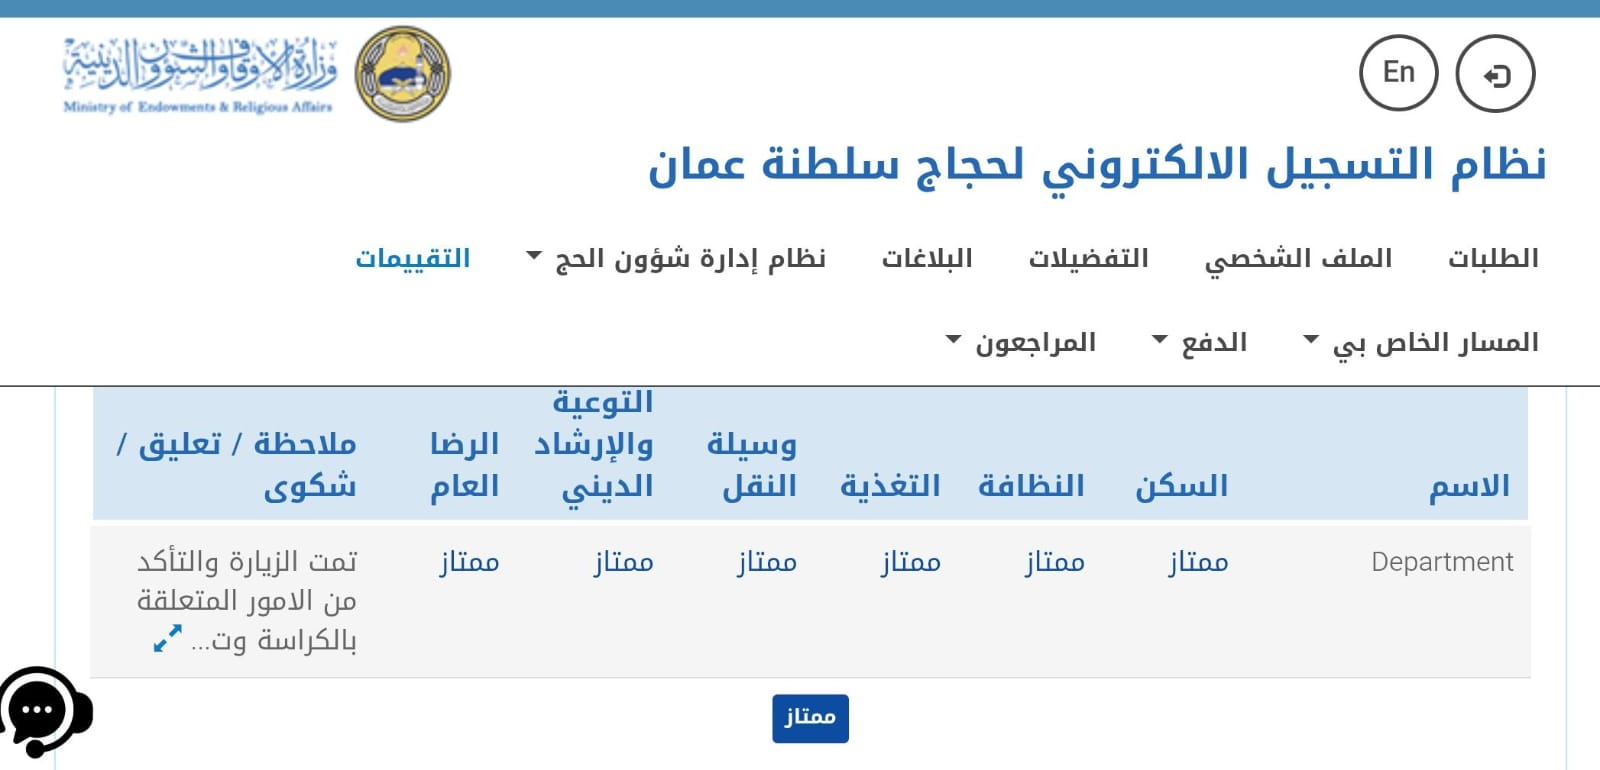 وزارة الأوقاف والشؤون الدينية
Ministry of Endowments & Religious Affairs
En
نظام التسجيل الالكتروني لحجاج سلطنة عمان
الطلبات
الملف الشخصي
التفضيلات
البلاغات
نظام إدارة شؤون الحج
التقييمات
المسار الخاص بي
الدفع
المراجعون
الاسم
السكن
النظافة
التغذية
وسيلة
النقل
التوعية
والإرشاد
الديني
الرضا
العام
ملاحظة / تعليق /
شكوى
Department
ممتاز
ممتاز
ممتاز
ممتاز
ممتاز
ممتاز
تمت الزيارة والتأكد
من الامور المتعلقة
بالكراسة وت...
ممتاز